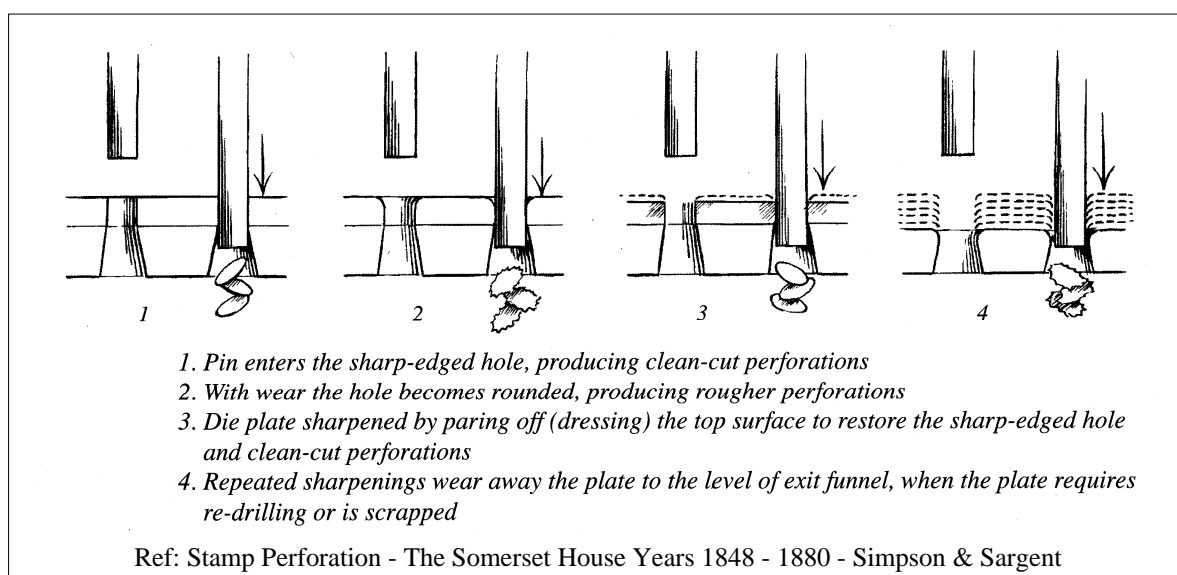 1 2 3 4
1. Pin enters the sharp-edged hole, producing clean-cut perforations
2. With wear the hole becomes rounded, producing rougher perforations
3. Die plate sharpened by paring off (dressing) the top surface to restore the sharp-edged hole
and clean-cut perforations
4. Repeated sharpenings wear away the plate to the level of exit funnel, when the plate requires
re-drilling or is scrapped
Ref: Stamp Perforation - The Somerset House Years 1848 - 1880 - Simpson & Sargent